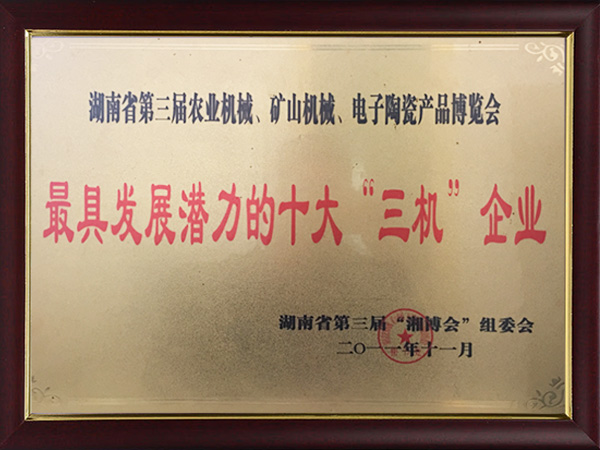 湖南省第三届农业机械、矿山机械、电子陶瓷产品博览会
最具发展潜力的十大“三机”企业
湖南省第三届“湘博会”组委会
二〇一一年十一月